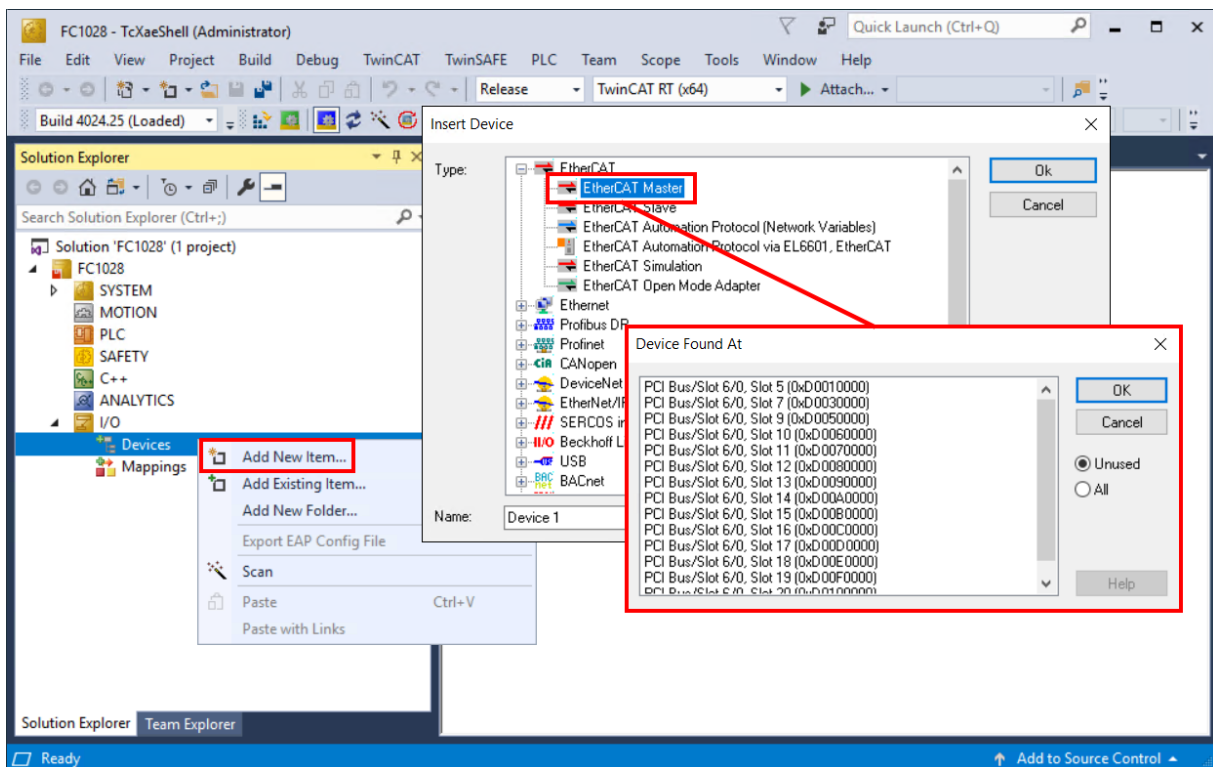 FC1028 - TcXaeShell (Administrator)
Quick Launch (Ctrl+Q)
File Edit View Project Build Debug TwinCAT TwinSAFE PLC Team Scope Tools Window Help
Release TwinCAT RT (x64) Attach...
Build 4024.25 (Loaded)
Solution Explorer
Search Solution Explorer (Ctrl+;)
Solution 'FC1028' (1 project)
FC1028
SYSTEM
MOTION
PLC
SAFETY
C++
ANALYTICS
I/O
Devices
Mappings
Add New Item...
Add Existing Item...
Add New Folder...
Export EAP Config File
Scan
Paste Ctrl+V
Paste with Links
Insert Device
Type:
EtherCAT
EtherCAT Master
EtherCAT Slave
EtherCAT Automation Protocol (Network Variables)
EtherCAT Automation Protocol via EL6601, EtherCAT
EtherCAT Simulation
EtherCAT Open Mode Adapter
Ethernet
Profibus DP
Profinet
CANopen
DeviceNet
SERCOS
Beckhoff
USB
BACnet
Name: Device 1
Ok
Cancel
Device Found At
PCI Bus/Slot 6/0, Slot 5 (0xD0010000)
PCI Bus/Slot 6/0, Slot 7 (0xD0030000)
PCI Bus/Slot 6/0, Slot 9 (0xD0050000)
PCI Bus/Slot 6/0, Slot 10 (0xD0060000)
PCI Bus/Slot 6/0, Slot 11 (0xD0070000)
PCI Bus/Slot 6/0, Slot 12 (0xD0080000)
PCI Bus/Slot 6/0, Slot 13 (0xD0090000)
PCI Bus/Slot 6/0, Slot 14 (0xD00A0000)
PCI Bus/Slot 6/0, Slot 15 (0xD00B0000)
PCI Bus/Slot 6/0, Slot 16 (0xD00C0000)
PCI Bus/Slot 6/0, Slot 17 (0xD00D0000)
PCI Bus/Slot 6/0, Slot 18 (0xD00E0000)
PCI Bus/Slot 6/0, Slot 19 (0xD00F0000)
PCI Bus/Slot 6/0, Slot 20 (0xD0100000)
OK
Cancel
Unused
All
Help
Solution Explorer Team Explorer
Ready
Add to Source Control